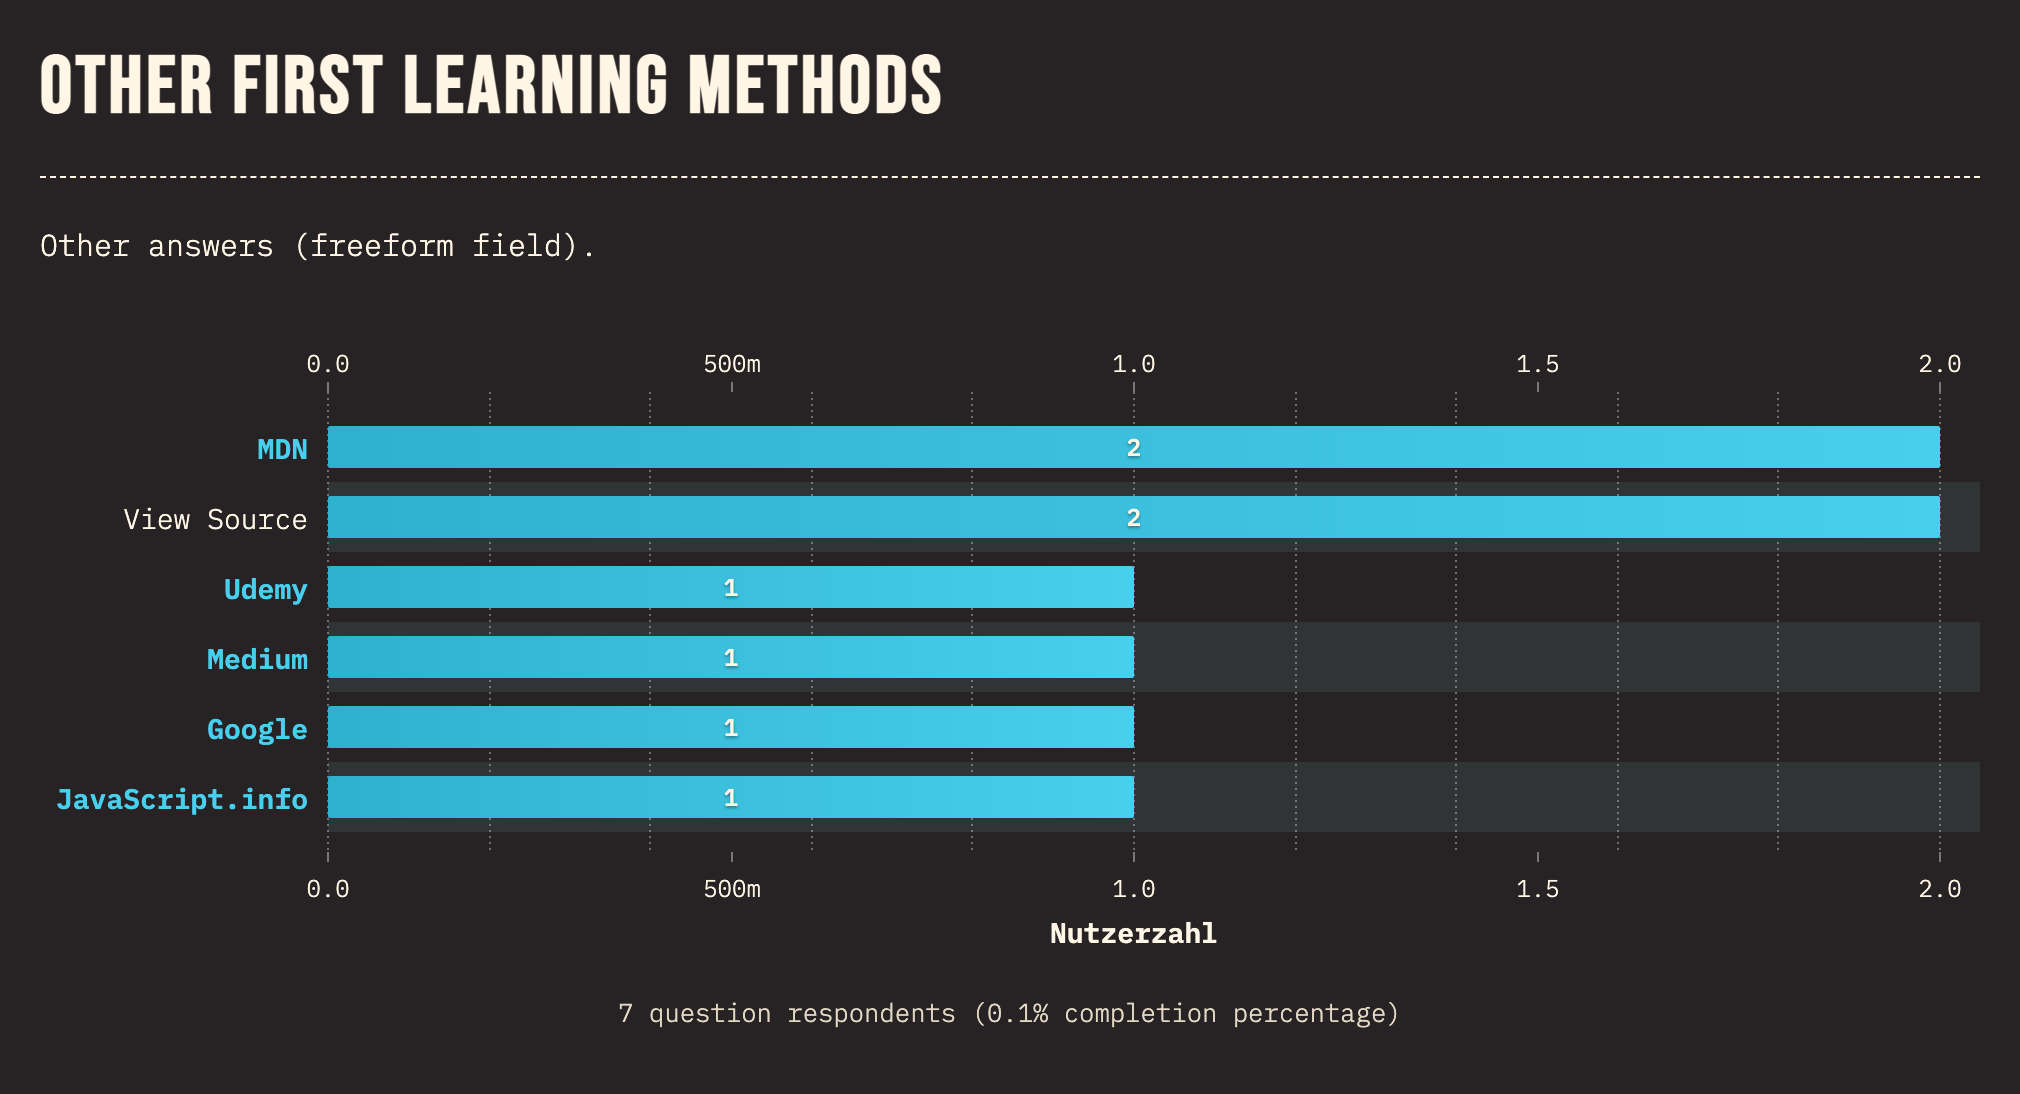 OTHER FIRST LEARNING METHODS
Other answers (freeform field).
0.0 500m 1.0 1.5 2.0
MDN 2
View Source 2
Udemy 1
Medium 1
Google 1
JavaScript.info 1
0.0 500m 1.0 1.5 2.0
Nutzerzahl
7 question respondents (0.1% completion percentage)